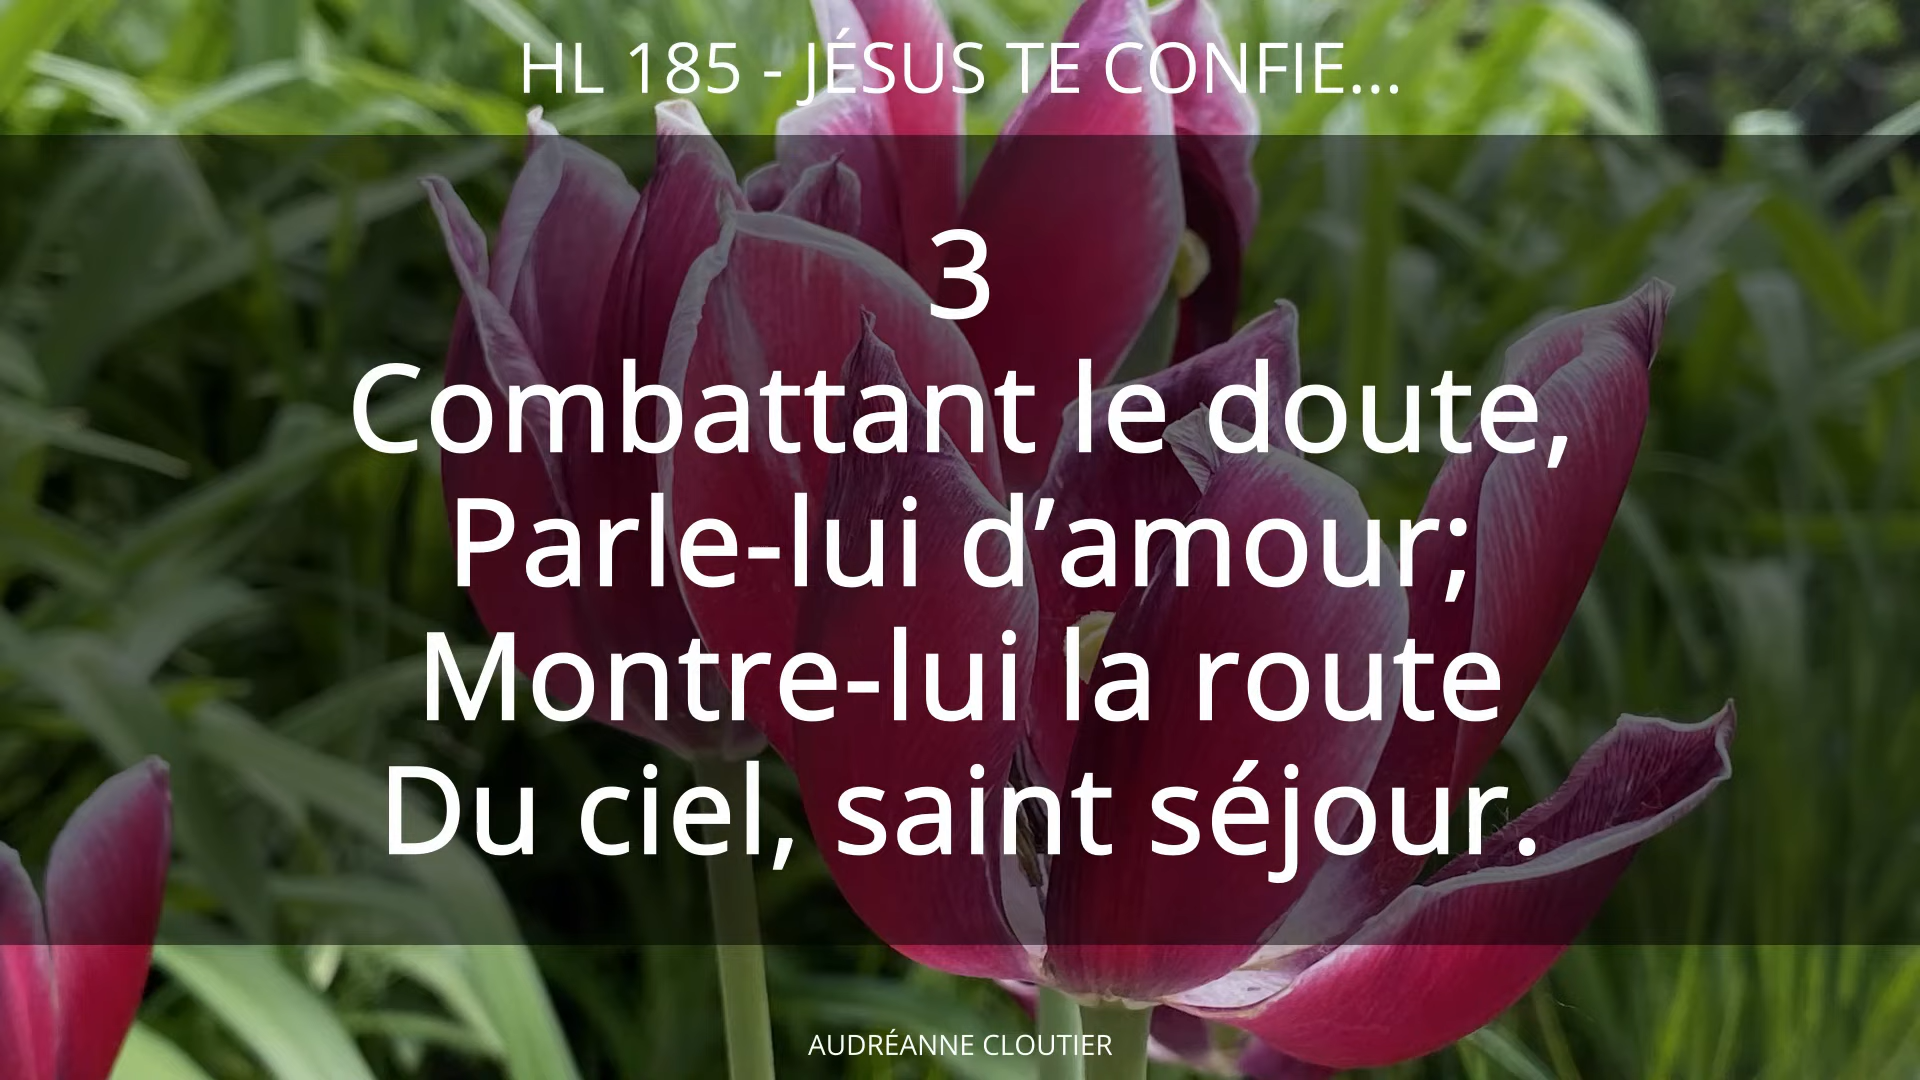 HL 185 - JÉSUS TE CONFIE...
3
Combattant le doute,
Parle-lui d’amour;
Montre-lui la route
Du ciel, saint séjour.
AUDRÉANNE CLOUTIER